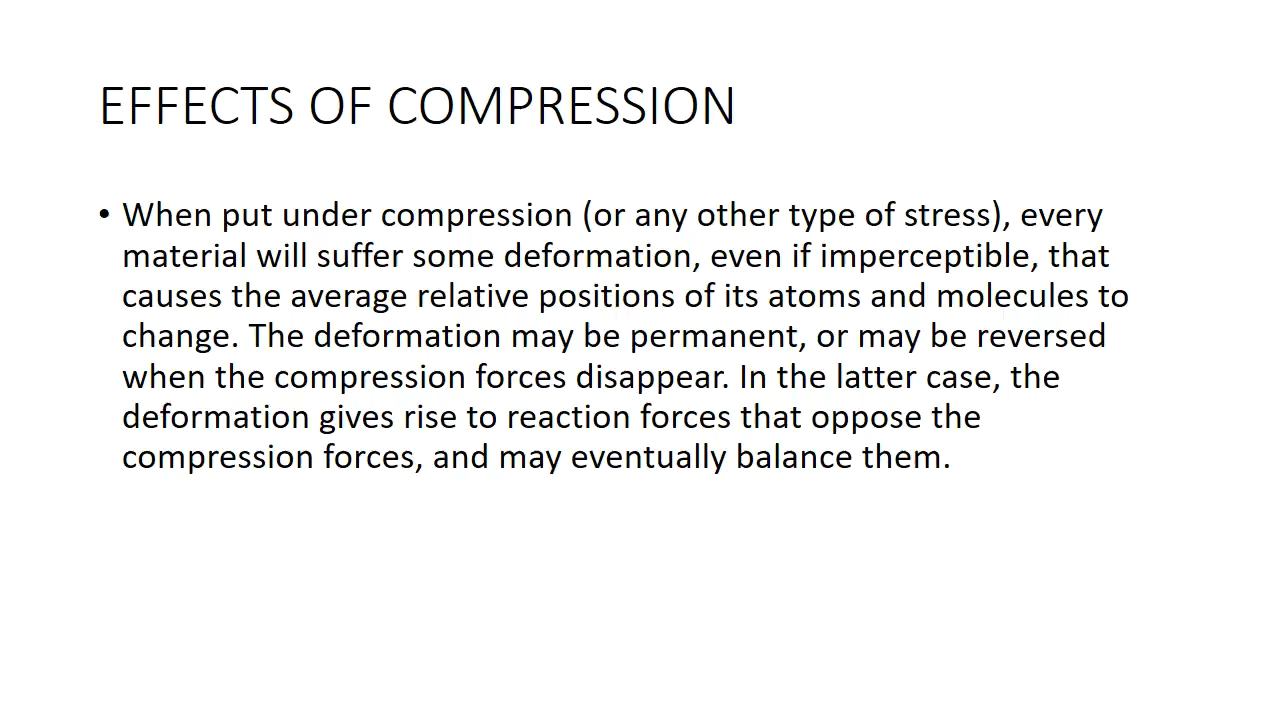 EFFECTS OF COMPRESSION
• When put under compression (or any other type of stress), every
material will suffer some deformation, even if imperceptible, that
causes the average relative positions of its atoms and molecules to
change. The deformation may be permanent, or may be reversed
when the compression forces disappear. In the latter case, the
deformation gives rise to reaction forces that oppose the
compression forces, and may eventually balance them.